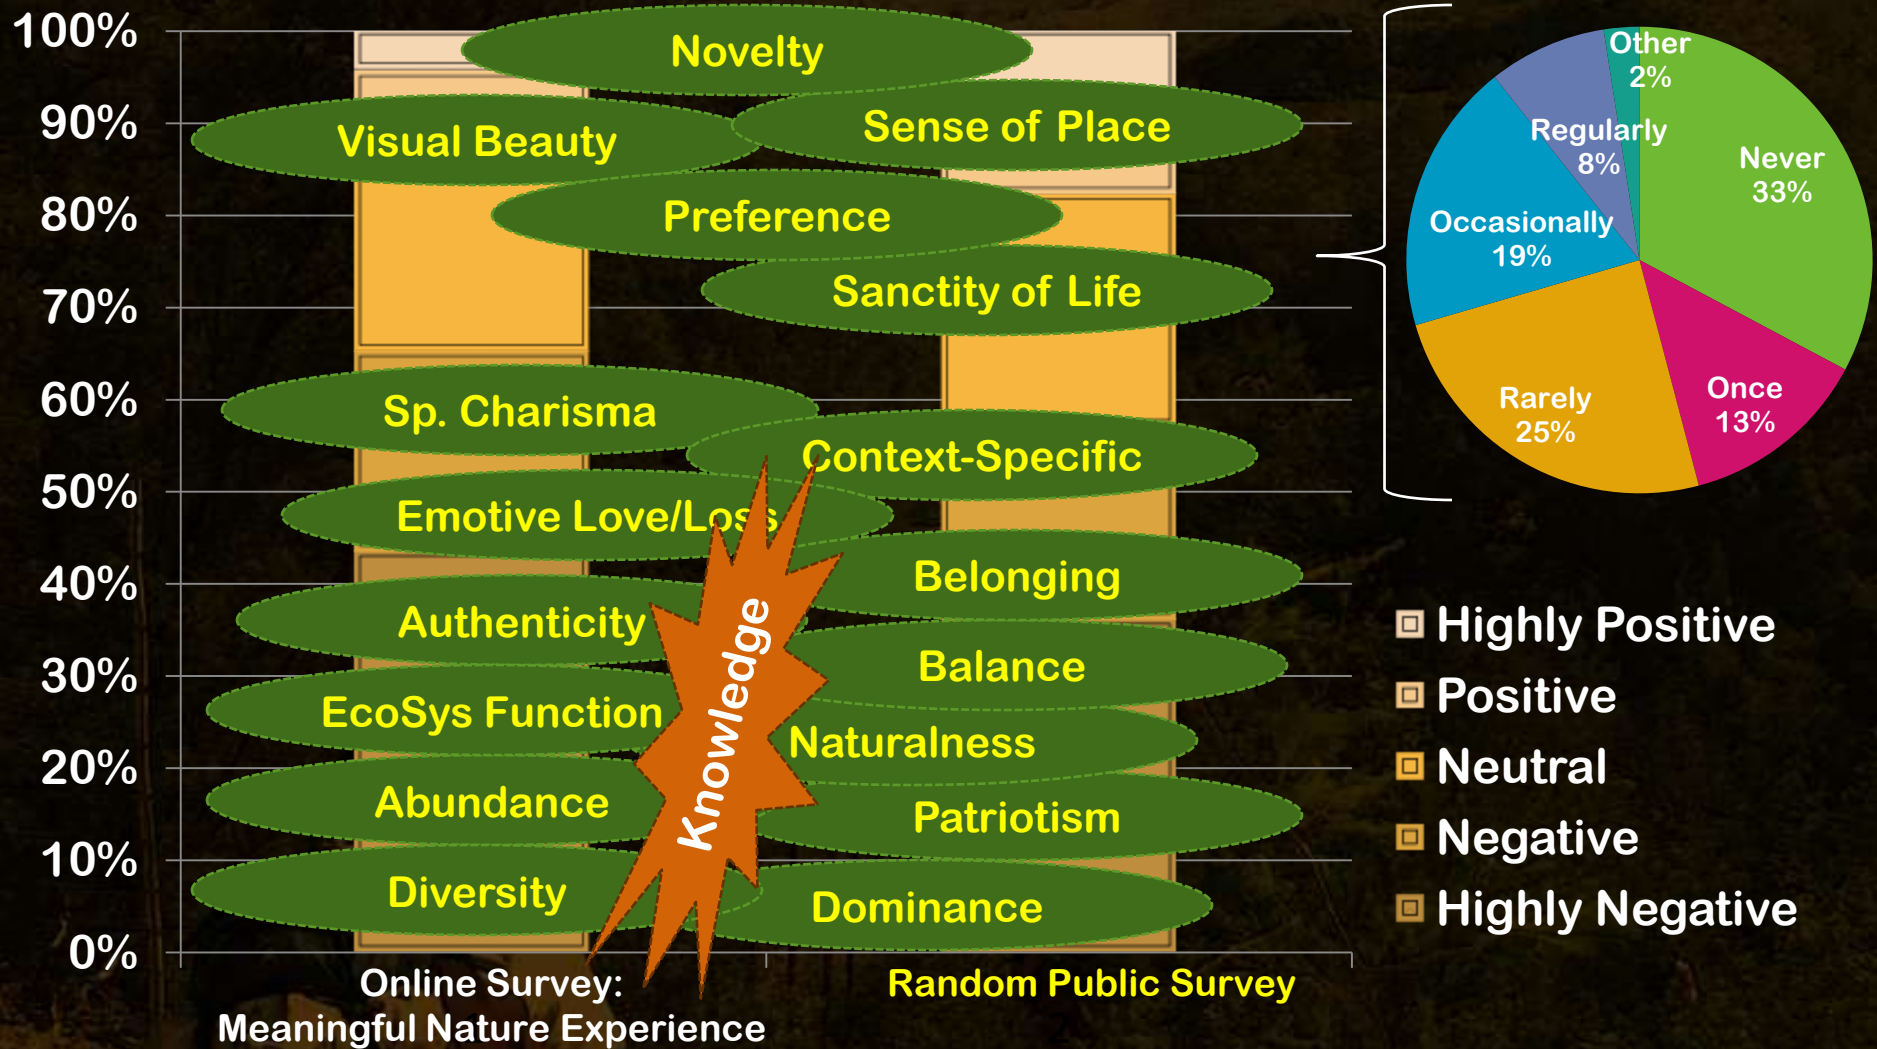 100%
90%
80%
70%
60%
50%
40%
30%
20%
10%
0%
Novelty
Visual Beauty
Sense of Place
Preference
Sanctity of Life
Sp. Charisma
Context-Specific
Emotive Love/Loss
Belonging
Authenticity
Balance
EcoSys Function
Naturalness
Abundance
Patriotism
Diversity
Dominance
Knowledge
Online Survey:
Meaningful Nature Experience
Random Public Survey
Other
2%
Regularly
8%
Never
33%
Occasionally
19%
Rarely
25%
Once
13%
Highly Positive
Positive
Neutral
Negative
Highly Negative